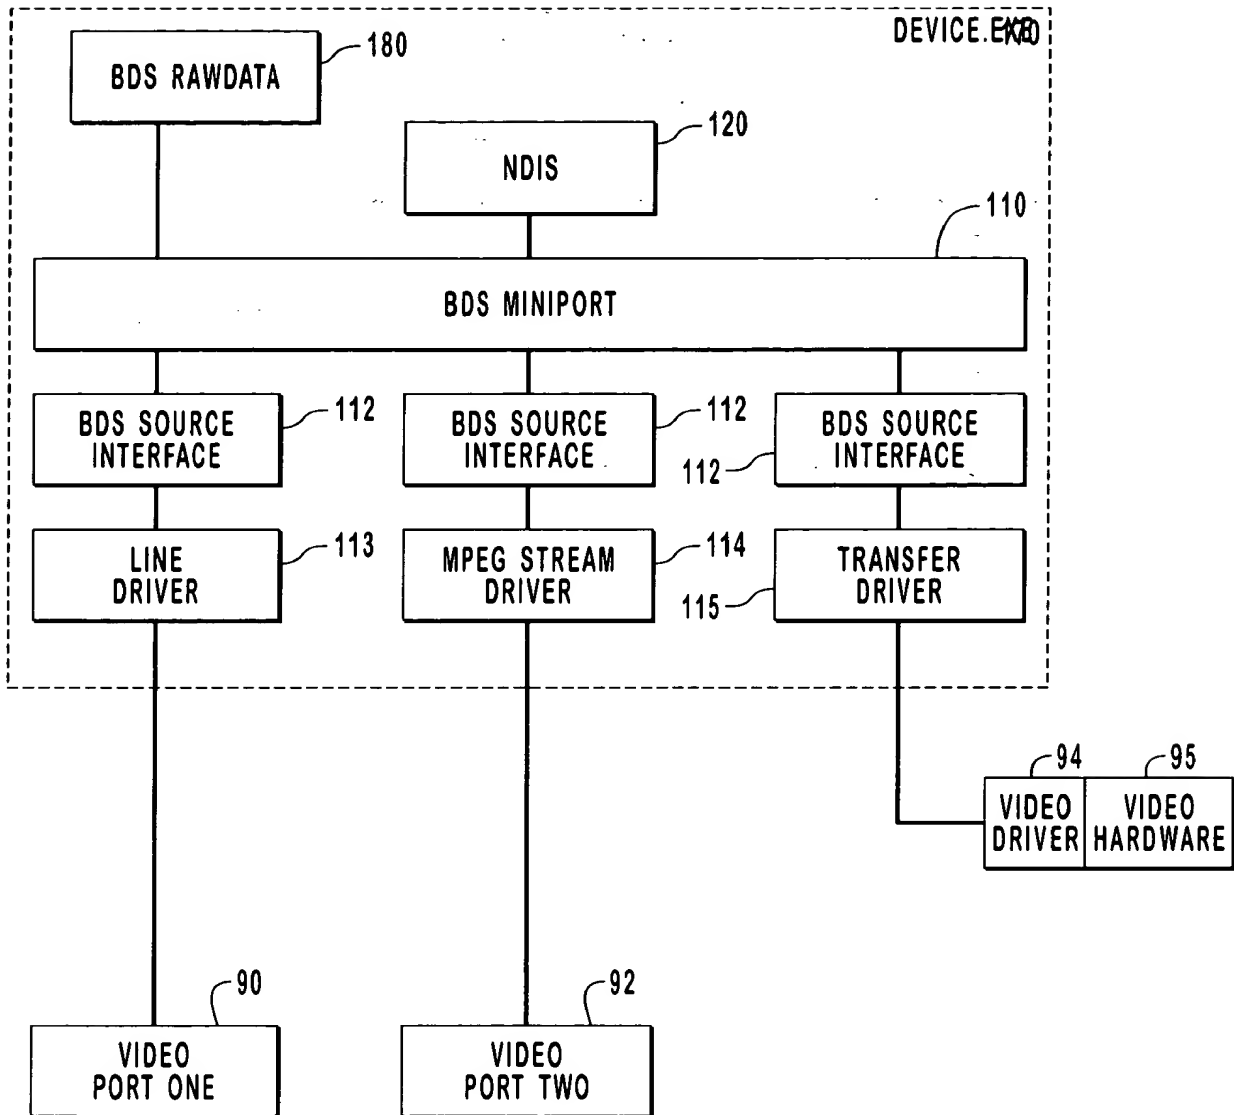 DEVICE.EXE 170
BDS RAWDATA
180
NDIS
120
110
BDS MINIPORT
BDS SOURCE
INTERFACE
112
BDS SOURCE
INTERFACE
112
112
BDS SOURCE
INTERFACE
LINE
DRIVER
113
MPEG STREAM
DRIVER
114
115
TRANSFER
DRIVER
94
95
VIDEO
DRIVER
VIDEO
HARDWARE
90
VIDEO
PORT ONE
92
VIDEO
PORT TWO